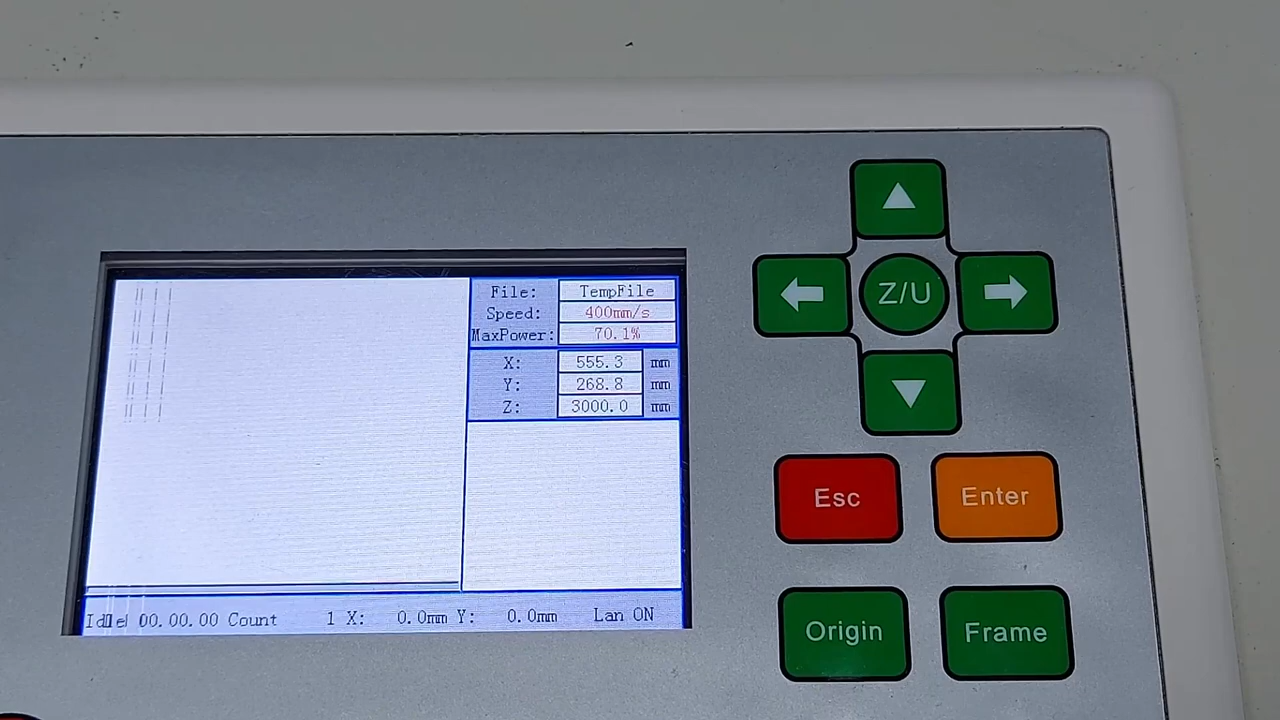 File: TempFile
Speed: 400mm/s
MaxPower: 70.1%
X: 555.3 mm
Y: 268.8 mm
Z: 3000.0 mm
Idle 00.00.00 Count 1 X: 0.0mm Y: 0.0mm Lan ON
Z/U
Esc Enter
Origin Frame